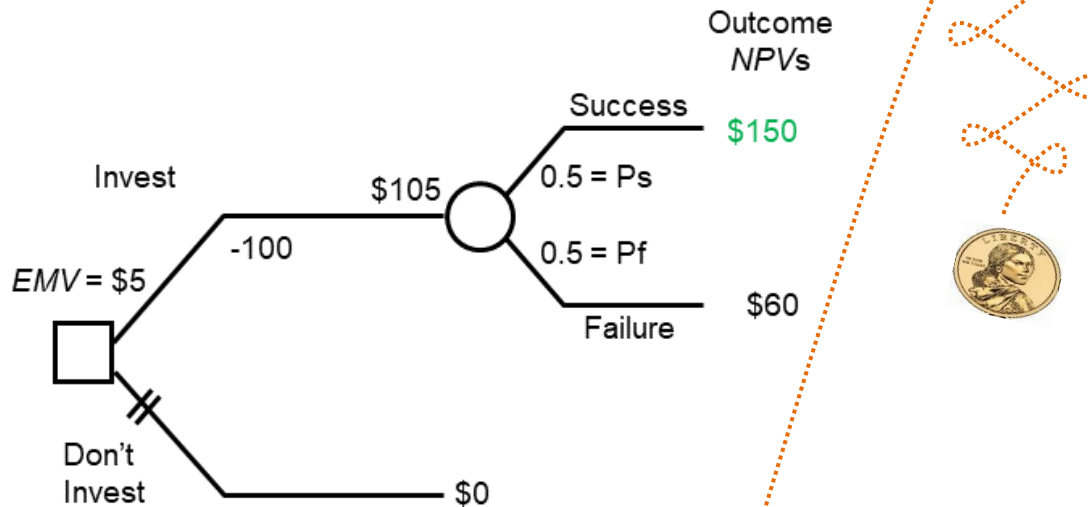 Outcome
NPVs
Success
$150
Invest
$105
0.5 = Ps
-100
0.5 = Pf
EMV = $5
$60
Failure
Don't
Invest
$0
LIBERTY